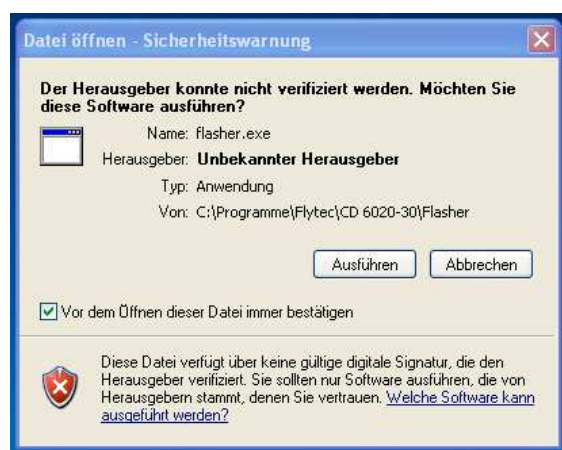 Datei öffnen - Sicherheitswarnung
Der Herausgeber konnte nicht verifiziert werden. Möchten Sie
diese Software ausführen?
Name: flasher.exe
Herausgeber: Unbekannter Herausgeber
Typ: Anwendung
Von: C:\Programme\Flytec\CD 6020-30\Flasher
Ausführen Abbrechen
Vor dem Öffnen dieser Datei immer bestätigen
Diese Datei verfügt über keine gültige digitale Signatur, die den
Herausgeber verifiziert. Sie sollten nur Software ausführen, die von
Herausgebern stammt, denen Sie vertrauen. Welche Software kann
ausgeführt werden?